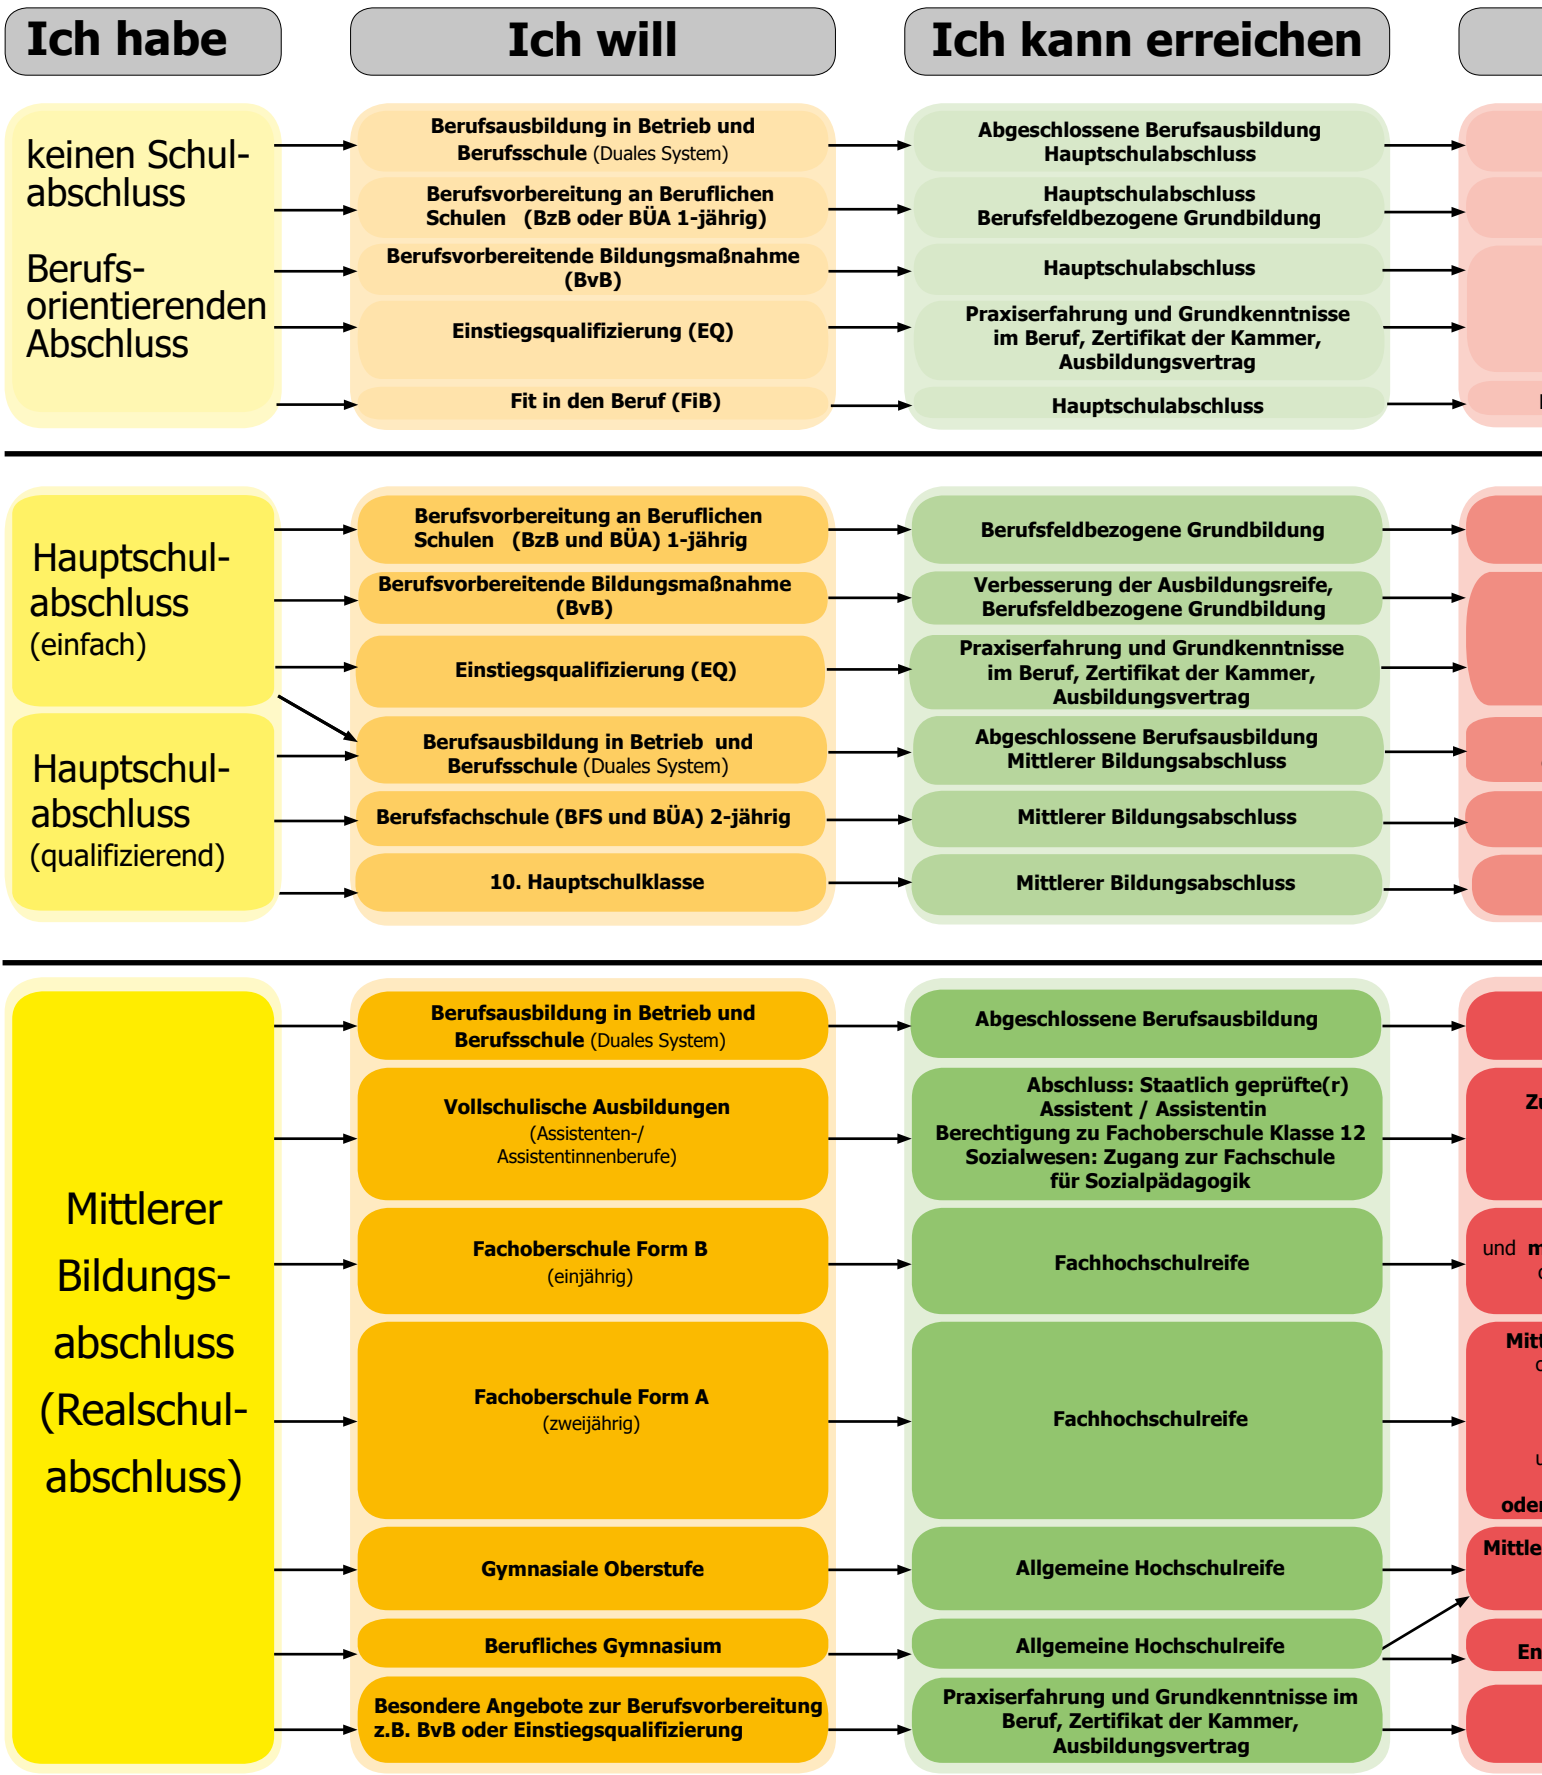 Ich habe
Ich will
Ich kann erreichen
keinen Schul-
abschluss
Berufs-
orientierenden
Abschluss
Berufsausbildung in Betrieb und
Berufsschule (Duales System)
Abgeschlossene Berufsausbildung
Hauptschulabschluss
Berufsvorbereitung an Beruflichen
Schulen (BzB oder BÜA 1-jährig)
Hauptschulabschluss
Berufsfeldbezogene Grundbildung
Berufsvorbereitende Bildungsmaßnahme
(BvB)
Hauptschulabschluss
Einstiegsqualifizierung (EQ)
Praxiserfahrung und Grundkenntnisse
im Beruf, Zertifikat der Kammer,
Ausbildungsvertrag
Fit in den Beruf (FiB)
Hauptschulabschluss
Hauptschul-
abschluss
(einfach)
Hauptschul-
abschluss
(qualifizierend)
Berufsvorbereitung an Beruflichen
Schulen (BzB und BÜA) 1-jährig
Berufsfeldbezogene Grundbildung
Berufsvorbereitende Bildungsmaßnahme
(BvB)
Verbesserung der Ausbildungsreife,
Berufsfeldbezogene Grundbildung
Einstiegsqualifizierung (EQ)
Praxiserfahrung und Grundkenntnisse
im Beruf, Zertifikat der Kammer,
Ausbildungsvertrag
Berufsausbildung in Betrieb und
Berufsschule (Duales System)
Abgeschlossene Berufsausbildung
Mittlerer Bildungsabschluss
Berufsfachschule (BFS und BÜA) 2-jährig
Mittlerer Bildungsabschluss
10. Hauptschulklasse
Mittlerer Bildungsabschluss
Mittlerer
Bildungs-
abschluss
(Realschul-
abschluss)
Berufsausbildung in Betrieb und
Berufsschule (Duales System)
Abgeschlossene Berufsausbildung
Vollschulische Ausbildungen
(Assistenten-/
Assistentinnenberufe)
Abschluss: Staatlich geprüfte(r)
Assistent / Assistentin
Berechtigung zu Fachoberschule Klasse 12
Sozialwesen: Zugang zur Fachschule
für Sozialpädagogik
Fachoberschule Form B
(einjährig)
Fachhochschulreife
und
Fachoberschule Form A
(zweijährig)
Fachhochschulreife
Gymnasiale Oberstufe
Allgemeine Hochschulreife
Berufliches Gymnasium
Allgemeine Hochschulreife
Besondere Angebote zur Berufsvorbereitung
z.B. BvB oder Einstiegsqualifizierung
Praxiserfahrung und Grundkenntnisse im
Beruf, Zertifikat der Kammer,
Ausbildungsvertrag